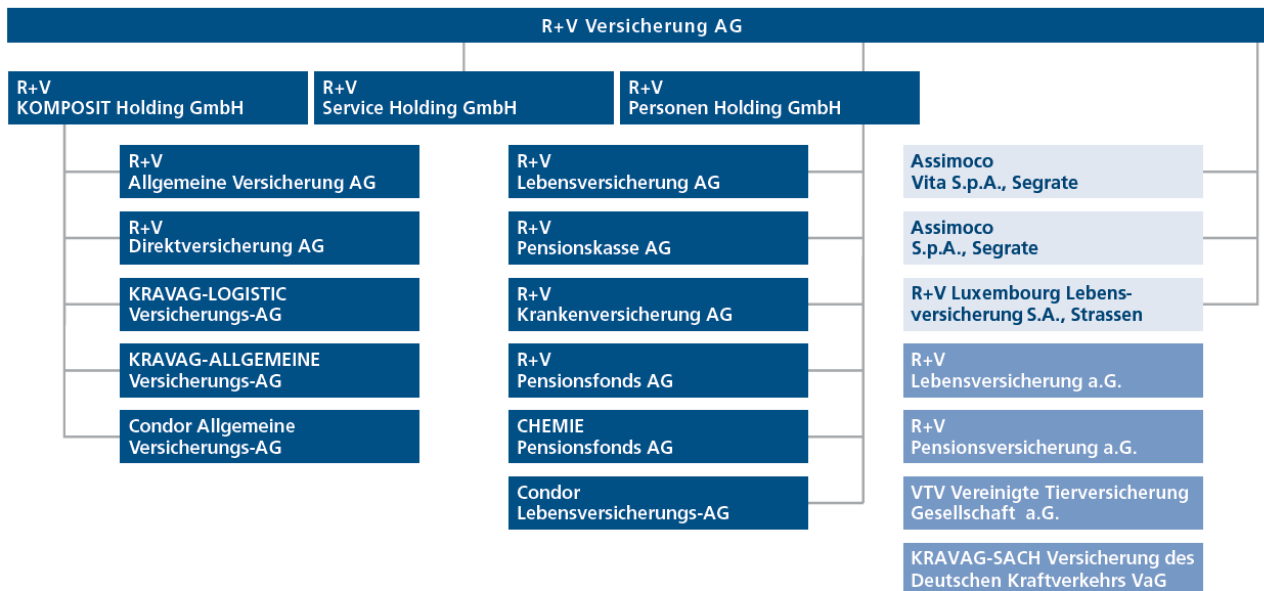 R+V Versicherung AG
R+V
KOMPOSIT Holding GmbH
R+V
Service Holding GmbH
R+V
Personen Holding GmbH
R+V
Allgemeine Versicherung AG
R+V
Direktversicherung AG
KRAVAG-LOGISTIC
Versicherungs-AG
KRAVAG-ALLGEMEINE
Versicherungs-AG
Condor Allgemeine
Versicherungs-AG
R+V
Lebensversicherung AG
R+V
Pensionskasse AG
R+V
Krankenversicherung AG
R+V
Pensionsfonds AG
CHEMIE
Pensionsfonds AG
Condor
Lebensversicherungs-AG
Assimoco
Vita S.p.A., Segrate
Assimoco
S.p.A., Segrate
R+V Luxembourg Lebens-
versicherung S.A., Strassen
R+V
Lebensversicherung a.G.
R+V
Pensionsversicherung a.G.
VTV Vereinigte Tierversicherung
Gesellschaft a.G.
KRAVAG-SACH Versicherung des
Deutschen Kraftverkehrs VaG